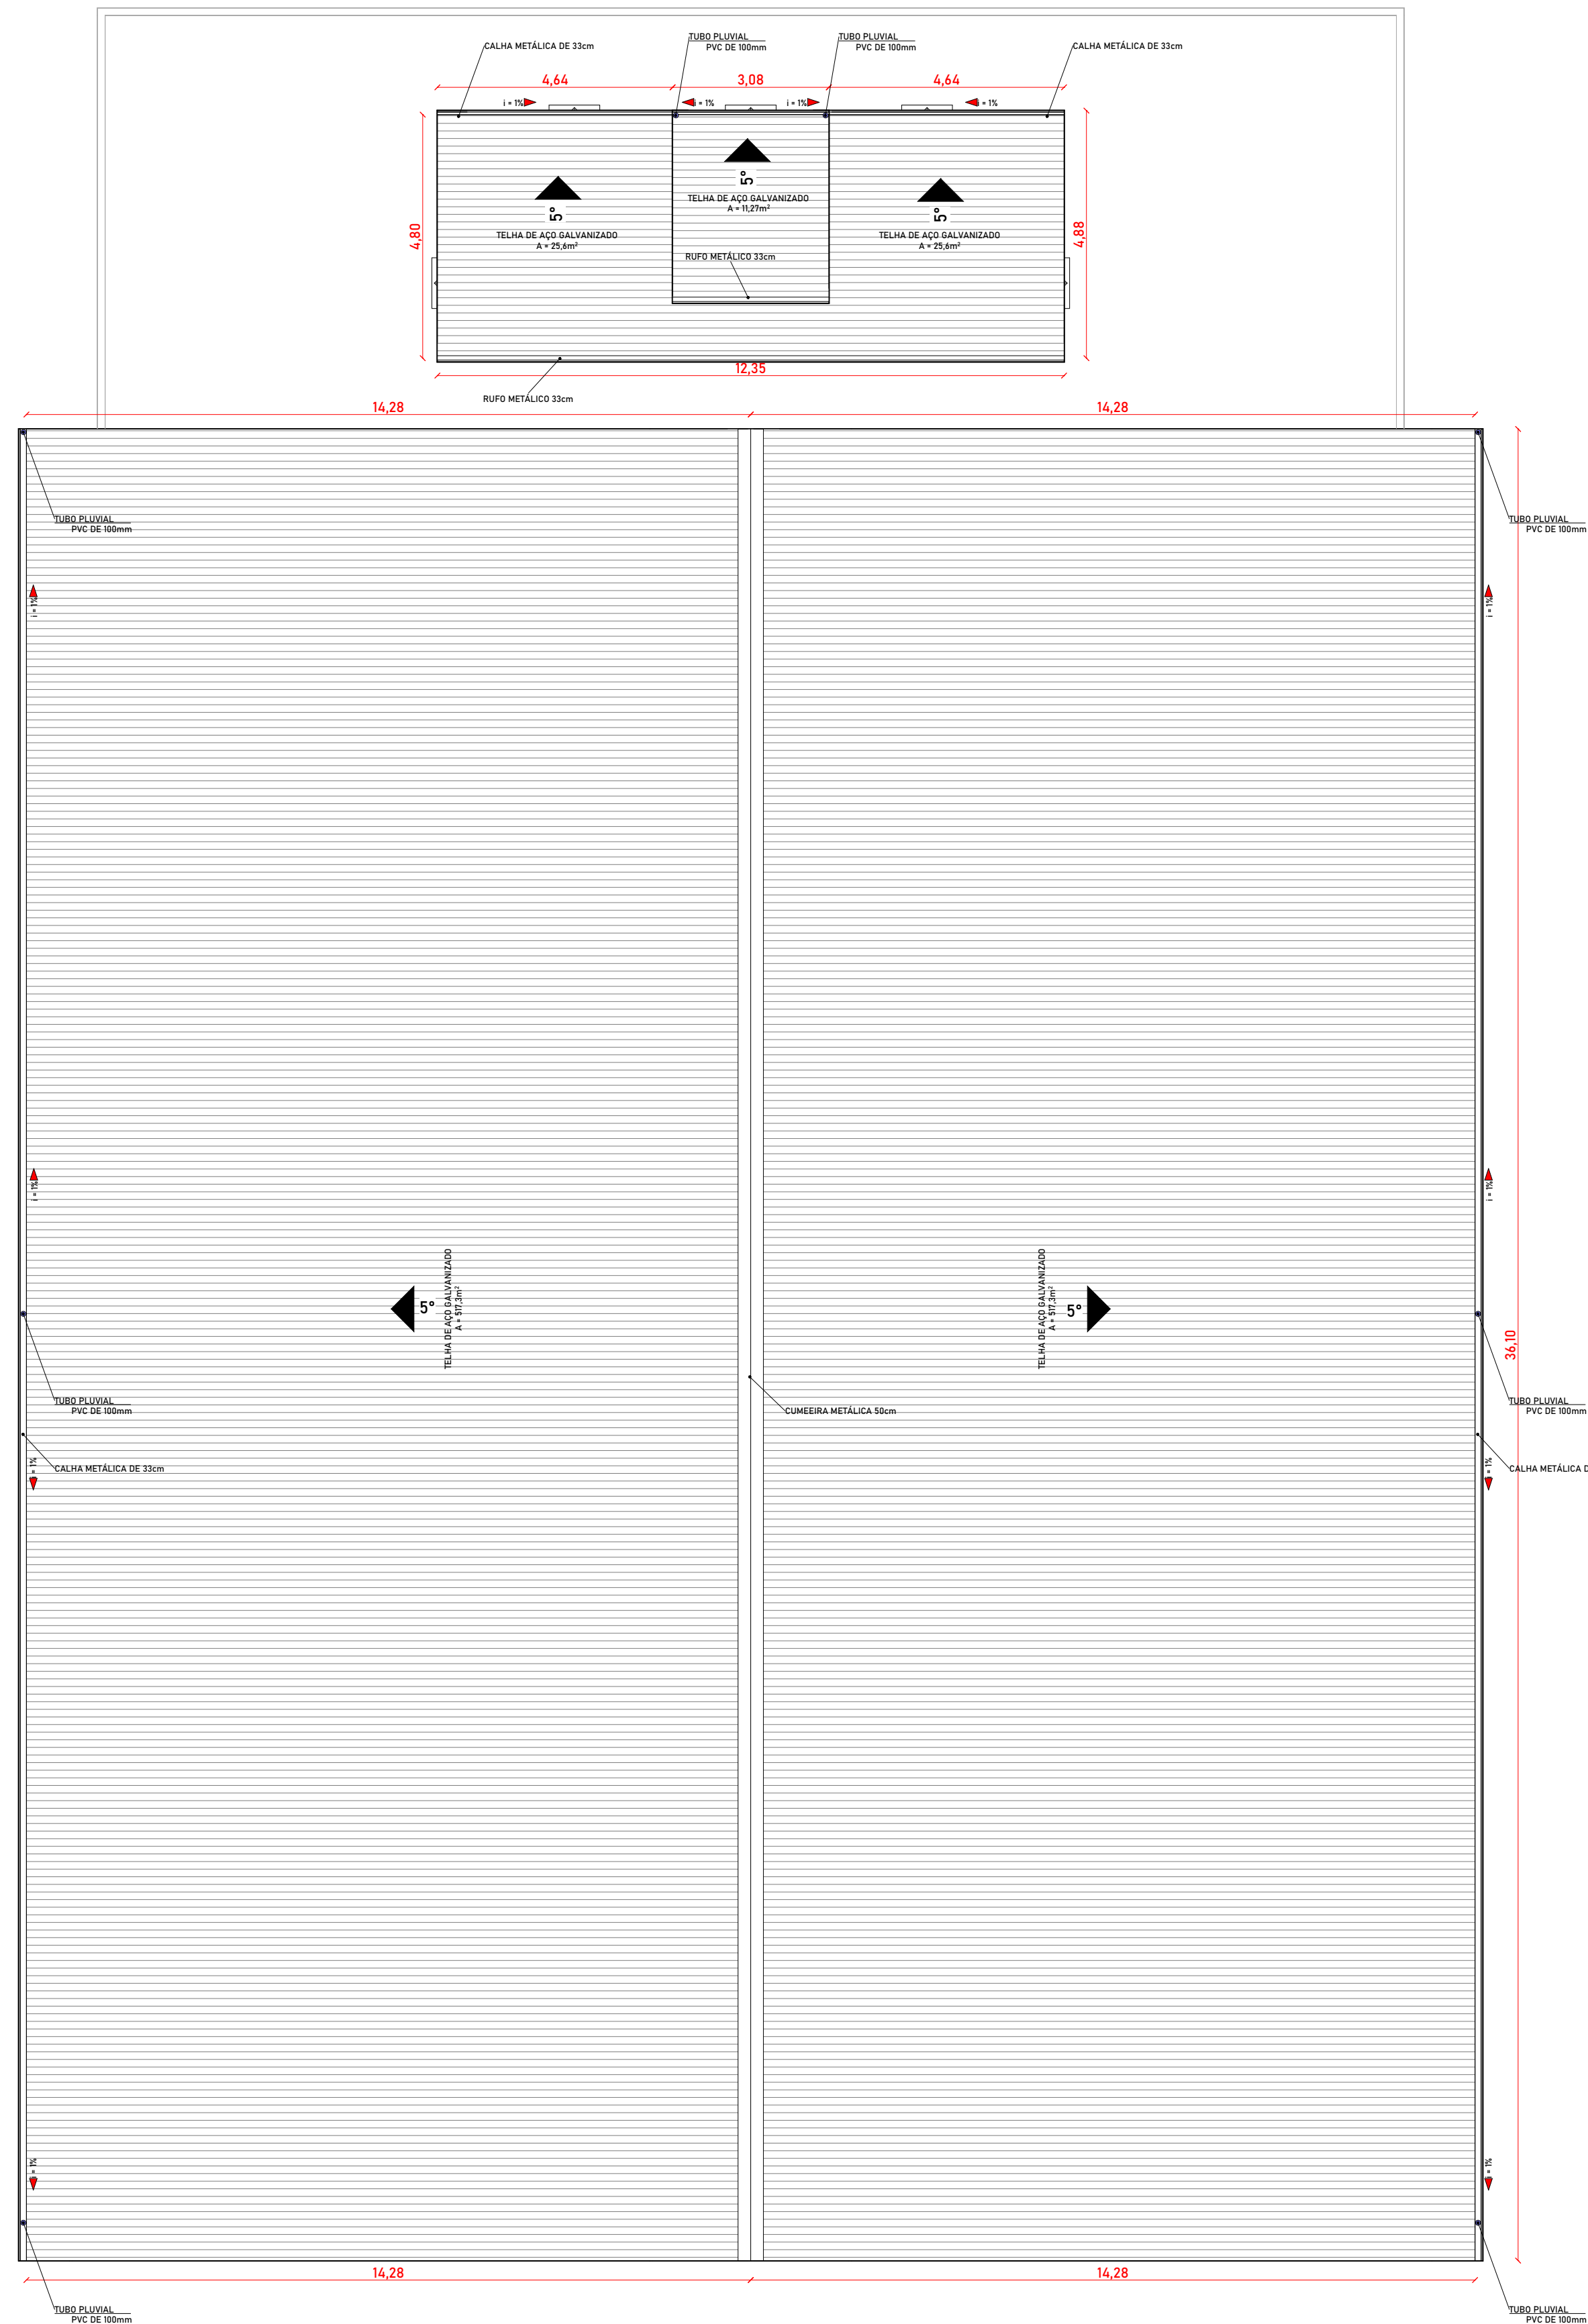 TUBO PLUVIAL
PVC DE 100mm
TUBO PLUVIAL
PVC DE 100mm
CALHA METÁLICA DE 33cm
CALHA METÁLICA DE 33cm
4,64
3,08
4,64
i = 1%
i = 1%
i = 1%
i = 1%
5°
TELHA DE AÇO GALVANIZADO
A = 11,27m²
5°
TELHA DE AÇO GALVANIZADO
A = 25,6m²
5°
TELHA DE AÇO GALVANIZADO
A = 25,6m²
4,80
4,88
RUFO METÁLICO 33cm
12,35
RUFO METÁLICO 33cm
14,28
14,28
TUBO PLUVIAL
PVC DE 100mm
TUBO PLUVIAL
PVC DE 100mm
i = 1%
i = 1%
i = 1%
i = 1%
5°
TELHA DE AÇO GALVANIZADO
A = 517,3m²
TELHA DE AÇO GALVANIZADO
A = 517,3m²
5°
36,10
TUBO PLUVIAL
PVC DE 100mm
CUMEEIRA METÁLICA 50cm
TUBO PLUVIAL
PVC DE 100mm
CALHA METÁLICA DE 33cm
CALHA METÁLICA D
i = 1%
i = 1%
i = 1%
i = 1%
14,28
14,28
TUBO PLUVIAL
PVC DE 100mm
TUBO PLUVIAL
PVC DE 100mm